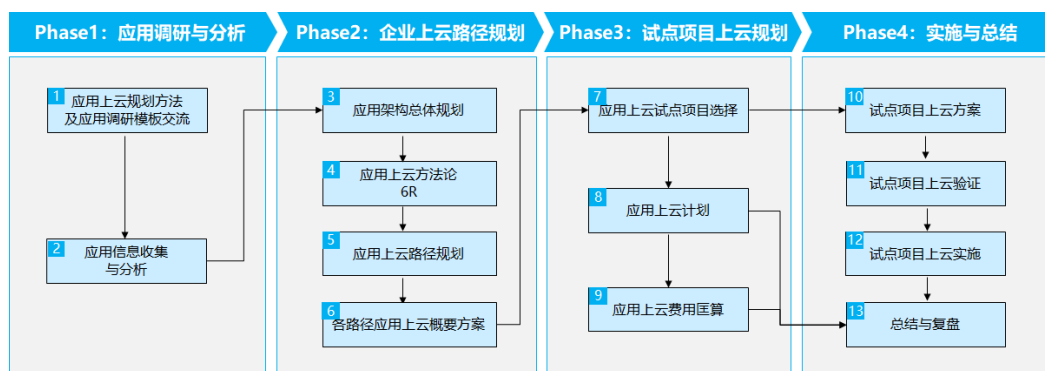 Phase1：应用调研与分析
Phase2：企业上云路径规划
Phase3：试点项目上云规划
Phase4：实施与总结
1
应用上云规划方法
及应用调研模板交流
2
应用信息收集
与分析
3
应用架构总体规划
4
应用上云方法论
6R
5
应用上云路径规划
6
各路径应用上云概要方案
7
应用上云试点项目选择
8
应用上云计划
9
应用上云费用匡算
10
试点项目上云方案
11
试点项目上云验证
12
试点项目上云实施
13
总结与复盘